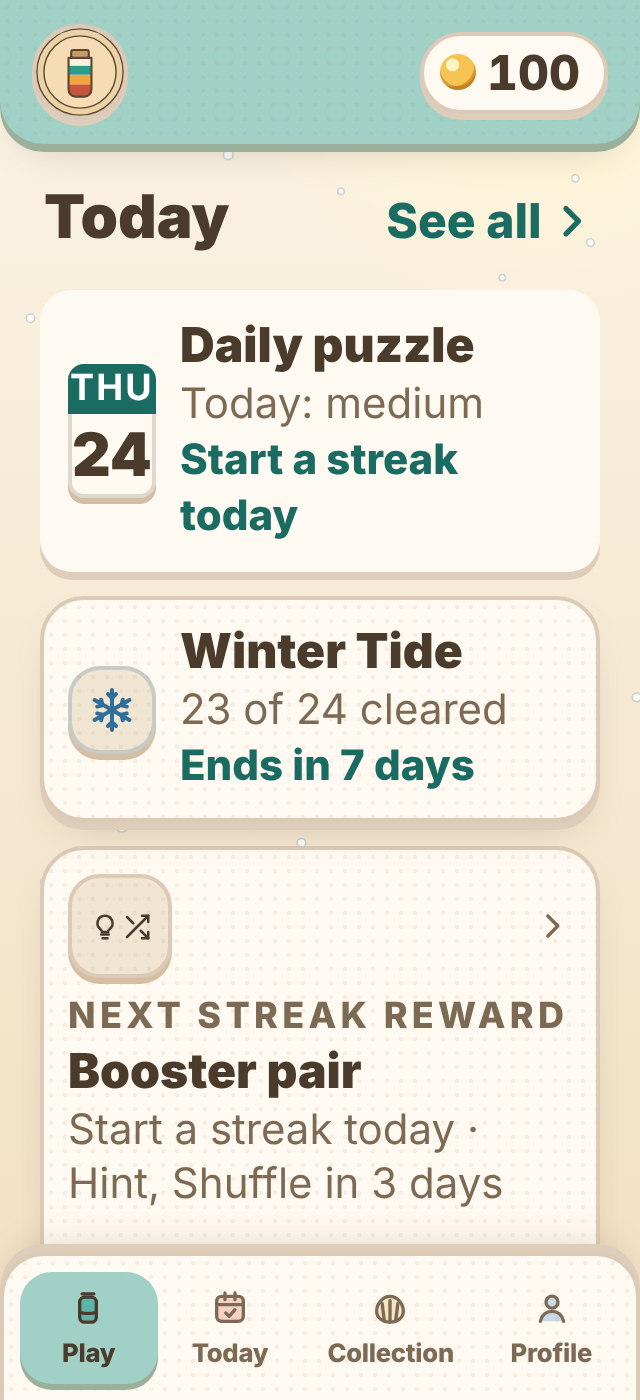 100
Today
See all
THU
24
Daily puzzle
Today: medium
Start a streak
today
Winter Tide
23 of 24 cleared
Ends in 7 days
NEXT STREAK REWARD
Booster pair
Start a streak today ·
Hint, Shuffle in 3 days
Play
Today
Collection
Profile